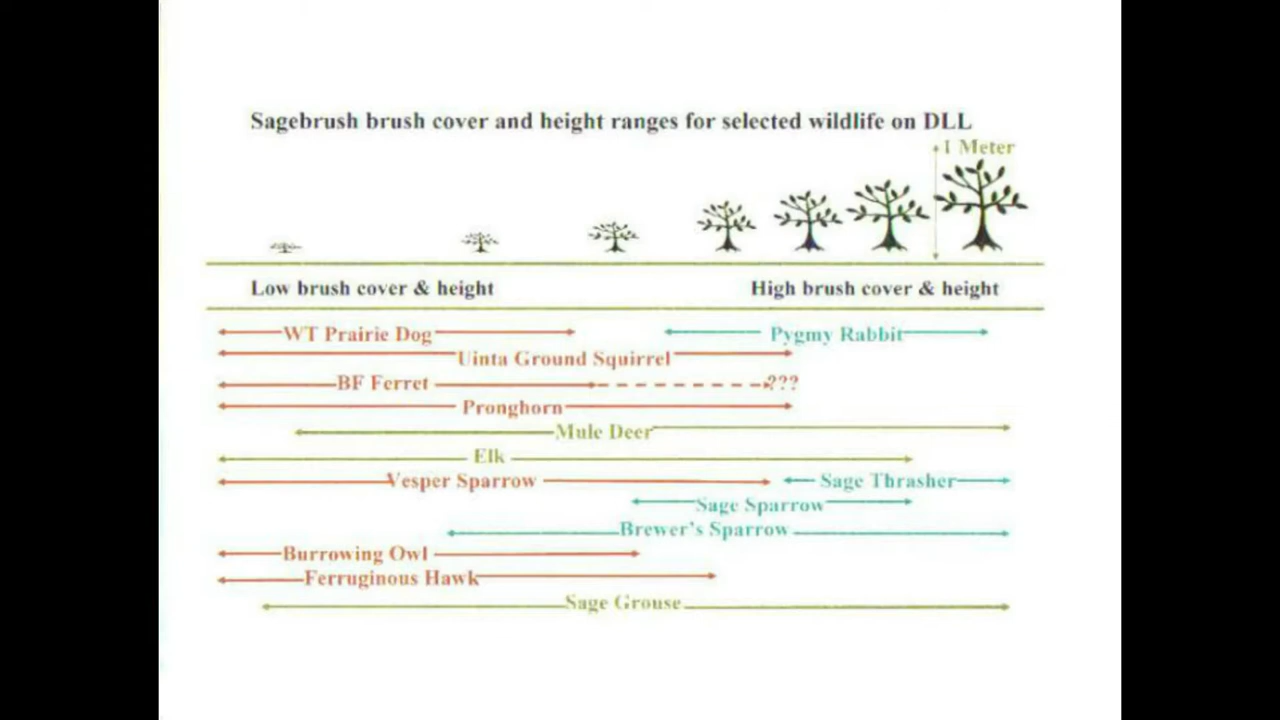 Sagebrush brush cover and height ranges for selected wildlife on DLL
1 Meter
Low brush cover & height High brush cover & height
WT Prairie Dog Pygmy Rabbit
Uinta Ground Squirrel
BF Ferret ???
Pronghorn
Mule Deer
Elk
Vesper Sparrow Sage Thrasher
Sage Sparrow
Brewer's Sparrow
Burrowing Owl
Ferruginous Hawk
Sage Grouse